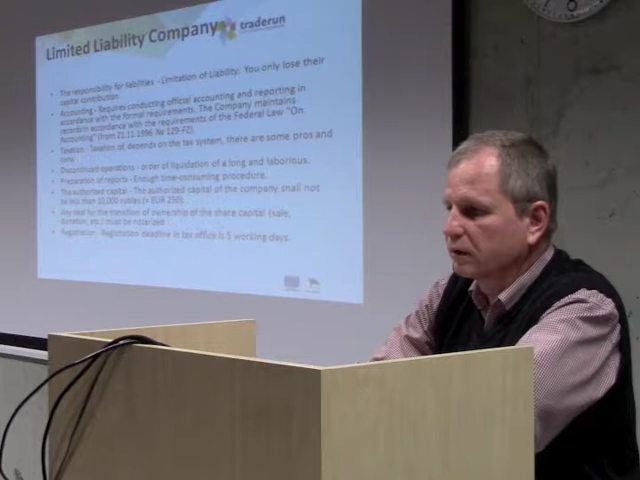 Limited Liability Company
traderun
The responsibility for liabilities - Limitation of Liability: You only lose their
capital contribution
Accounting - Requires conducting official accounting and reporting in
accordance with the formal requirements. The Company maintains
records in accordance with the requirements of the Federal Law "On
Accounting" (from 21.11.1996 № 129-FZ).
Taxation - Taxation of, depends on the tax system, there are some pros and
cons
Discontinued operations - order of liquidation of a long and laborious.
Preparation of reports - Enough time-consuming procedure.
The authorized capital - The authorized capital of the company shall not
be less than 10,000 rubles (≈ EUR 250).
Any deal for the transition of ownership of the share capital (sale,
donation, etc.) must be notarized
Registration - Registration deadline in tax office is 5 working days.